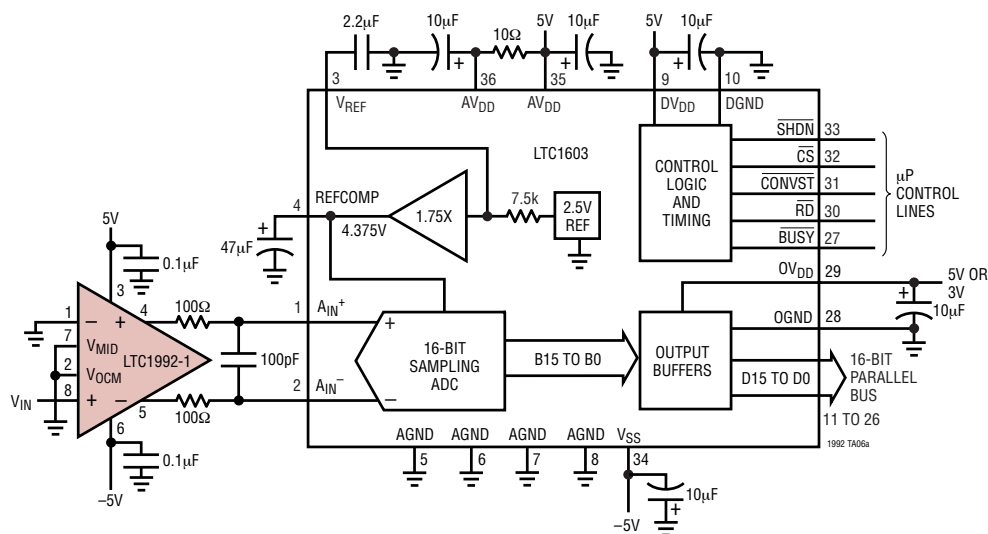 2.2µF
10µF
10Ω
5V
10µF
5V
10µF
3
36
35
9
10
VREF
AVDD
AVDD
DVDD
DGND
LTC1603
SHDN 33
CS 32
CONVST 31
RD 30
BUSY 27
CONTROL
LOGIC
AND
TIMING
µP
CONTROL
LINES
4
REFCOMP
4.375V
1.75X
7.5k
2.5V
REF
47µF
5V
0.1µF
3
OVDD 29
5V OR
3V
10µF
OGND 28
1
–
+
4
100Ω
1
AIN+
+
7
VMID
LTC1992-1
2
VOCM
100pF
16-BIT
SAMPLING
ADC
B15 TO B0
OUTPUT
BUFFERS
D15 TO D0
16-BIT
PARALLEL
BUS
11 TO 26
VIN
8
+
–
5
100Ω
2
AIN–
–
6
0.1µF
–5V
AGND
AGND
AGND
AGND
VSS
5
6
7
8
34
10µF
–5V
1992 TA06a
+
+
+
+
+
+